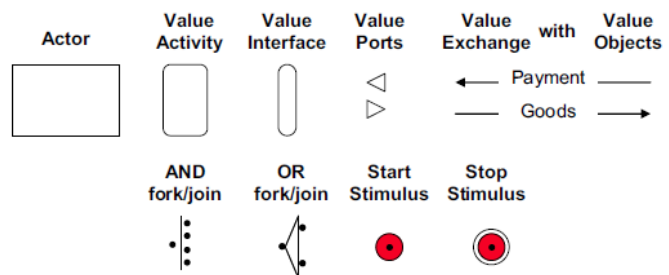 Actor
Value Activity
Value Interface
Value Ports
Value Exchange with Value Objects
Payment
Goods
AND fork/join
OR fork/join
Start Stimulus
Stop Stimulus